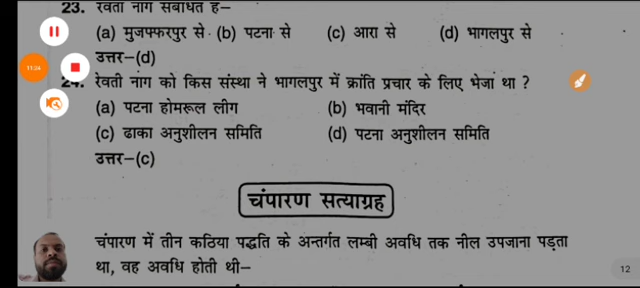 23. रेवती नाग संबंधित हैं—
(a) मुजफ्फरपुर से (b) पटना से (c) आरा से (d) भागलपुर से
उत्तर—(d)
11:24
24. रेवती नाग को किस संस्था ने भागलपुर में क्रांति प्रचार के लिए भेजा था ?
(a) पटना होमरूल लीग (b) भवानी मंदिर
(c) ढाका अनुशीलन समिति (d) पटना अनुशीलन समिति
उत्तर—(c)
चंपारण सत्याग्रह
चंपारण में तीन कठिया पद्धति के अन्तर्गत लम्बी अवधि तक नील उपजाना पड़ता
था, वह अवधि होती थी—
12